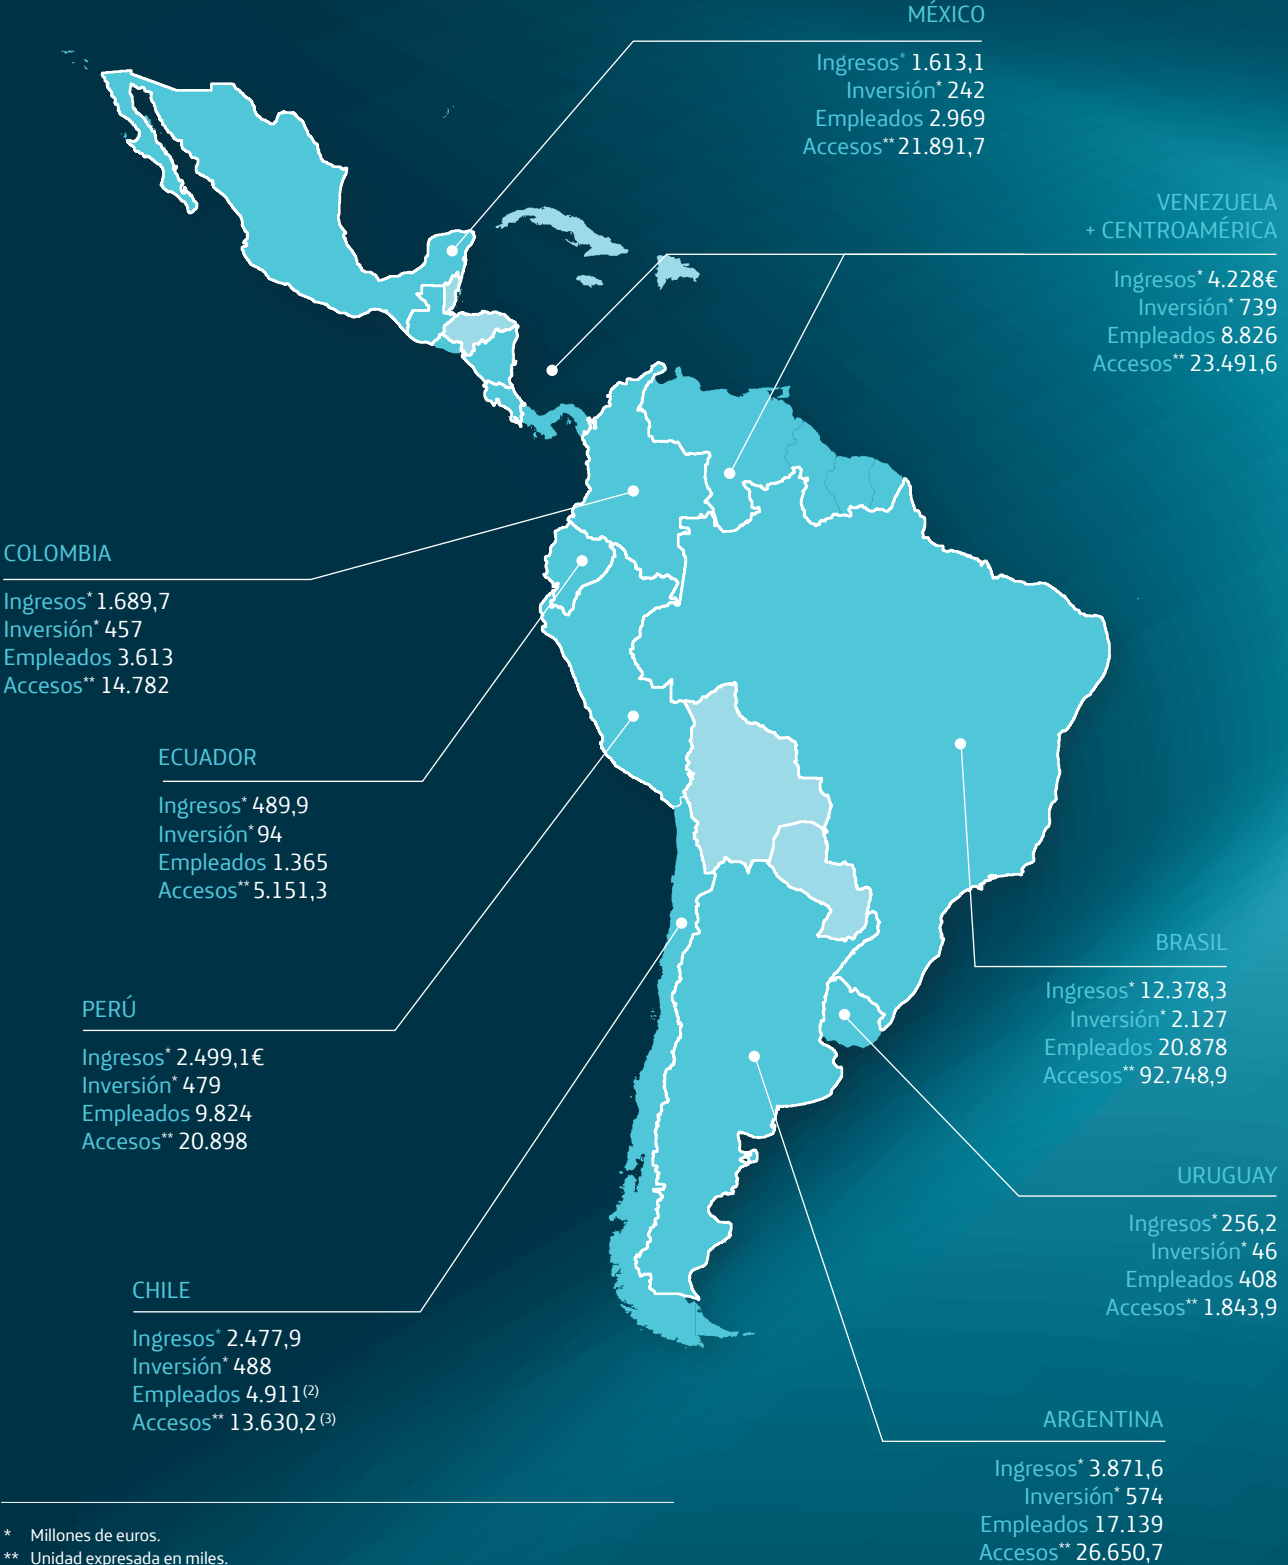 MÉXICO
Ingresos* 1.613,1
Inversión* 242
Empleados 2.969
Accesos** 21.891,7
VENEZUELA
+ CENTROAMÉRICA
Ingresos* 4.228€
Inversión* 739
Empleados 8.826
Accesos** 23.491,6
COLOMBIA
Ingresos* 1.689,7
Inversión* 457
Empleados 3.613
Accesos** 14.782
ECUADOR
Ingresos* 489,9
Inversión* 94
Empleados 1.365
Accesos** 5.151,3
BRASIL
Ingresos* 12.378,3
Inversión* 2.127
Empleados 20.878
Accesos** 92.748,9
PERÚ
Ingresos* 2.499,1€
Inversión* 479
Empleados 9.824
Accesos** 20.898
URUGUAY
Ingresos* 256,2
Inversión* 46
Empleados 408
Accesos** 1.843,9
CHILE
Ingresos* 2.477,9
Inversión* 488
Empleados 4.911(2)
Accesos** 13.630,2 (3)
ARGENTINA
Ingresos* 3.871,6
Inversión* 574
Empleados 17.139
Accesos** 26.650,7
* Millones de euros.
** Unidad expresada en miles.